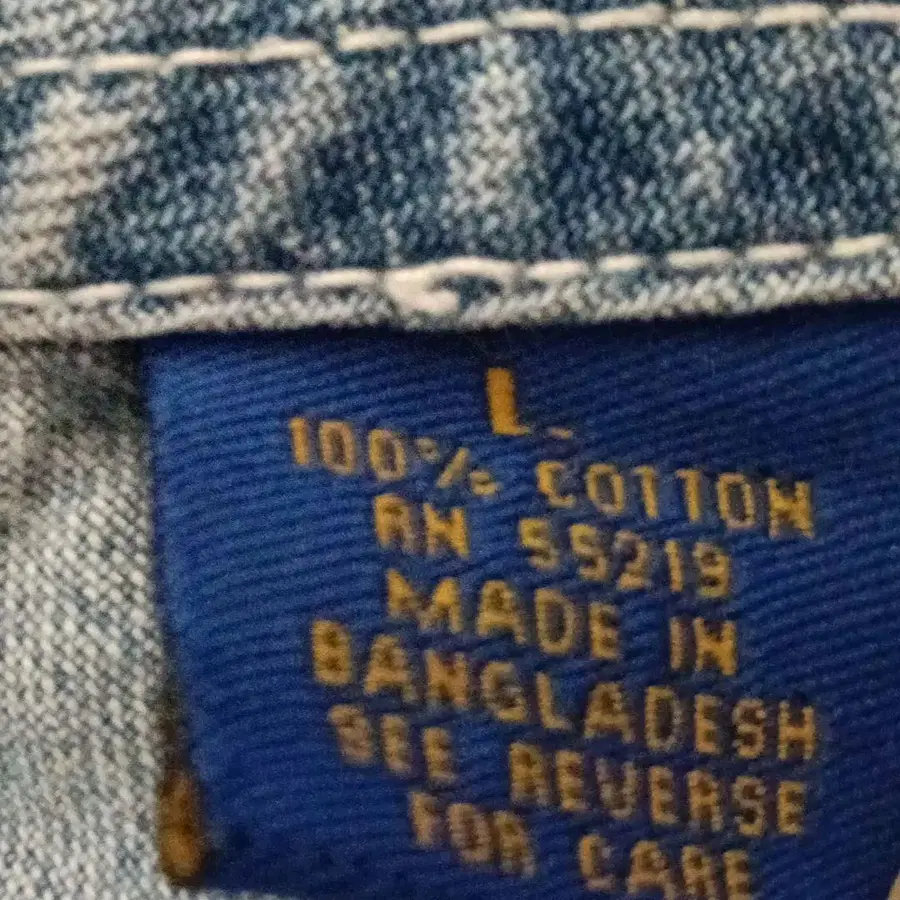 L
100% COTTON
RN 55219
MADE IN
BANGLADESH
SEE REVERSE
FOR CARE